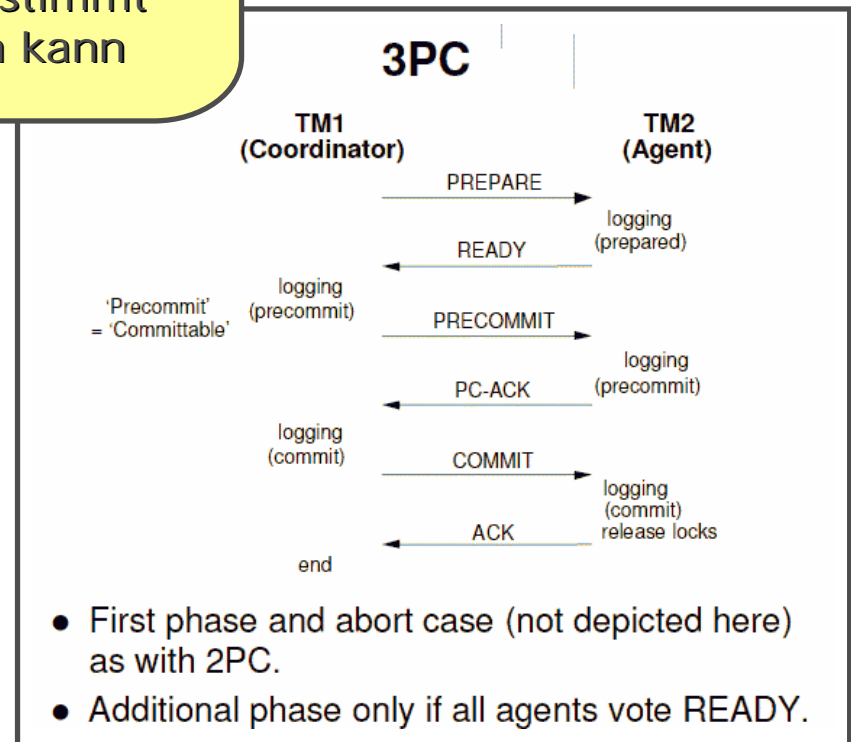 stimmt
kann
3PC
TM1
(Coordinator)
TM2
(Agent)
PREPARE
logging
(prepared)
READY
logging
(precommit)
'Precommit'
= 'Committable'
PRECOMMIT
logging
(precommit)
PC-ACK
logging
(commit)
COMMIT
logging
(commit)
release locks
ACK
end
• First phase and abort case (not depicted here)
as with 2PC.
• Additional phase only if all agents vote READY.